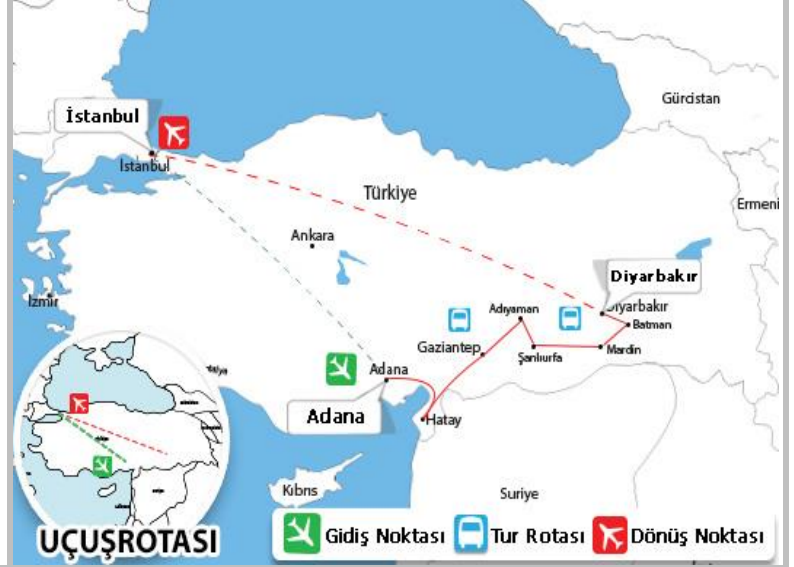 Gürcistan
İstanbul
İstanbul
Türkiye
Ermeni
Ankara
Diyarbakır
Diyarbakır
İzmir
Adıyaman
Batman
Gaziantep
Şanlıurfa
Mardin
Adana
Adana
Hatay
Kıbrıs
Suriye
UÇUŞROTASI
Gidiş Noktası
Tur Rotası
Dönüş Noktası